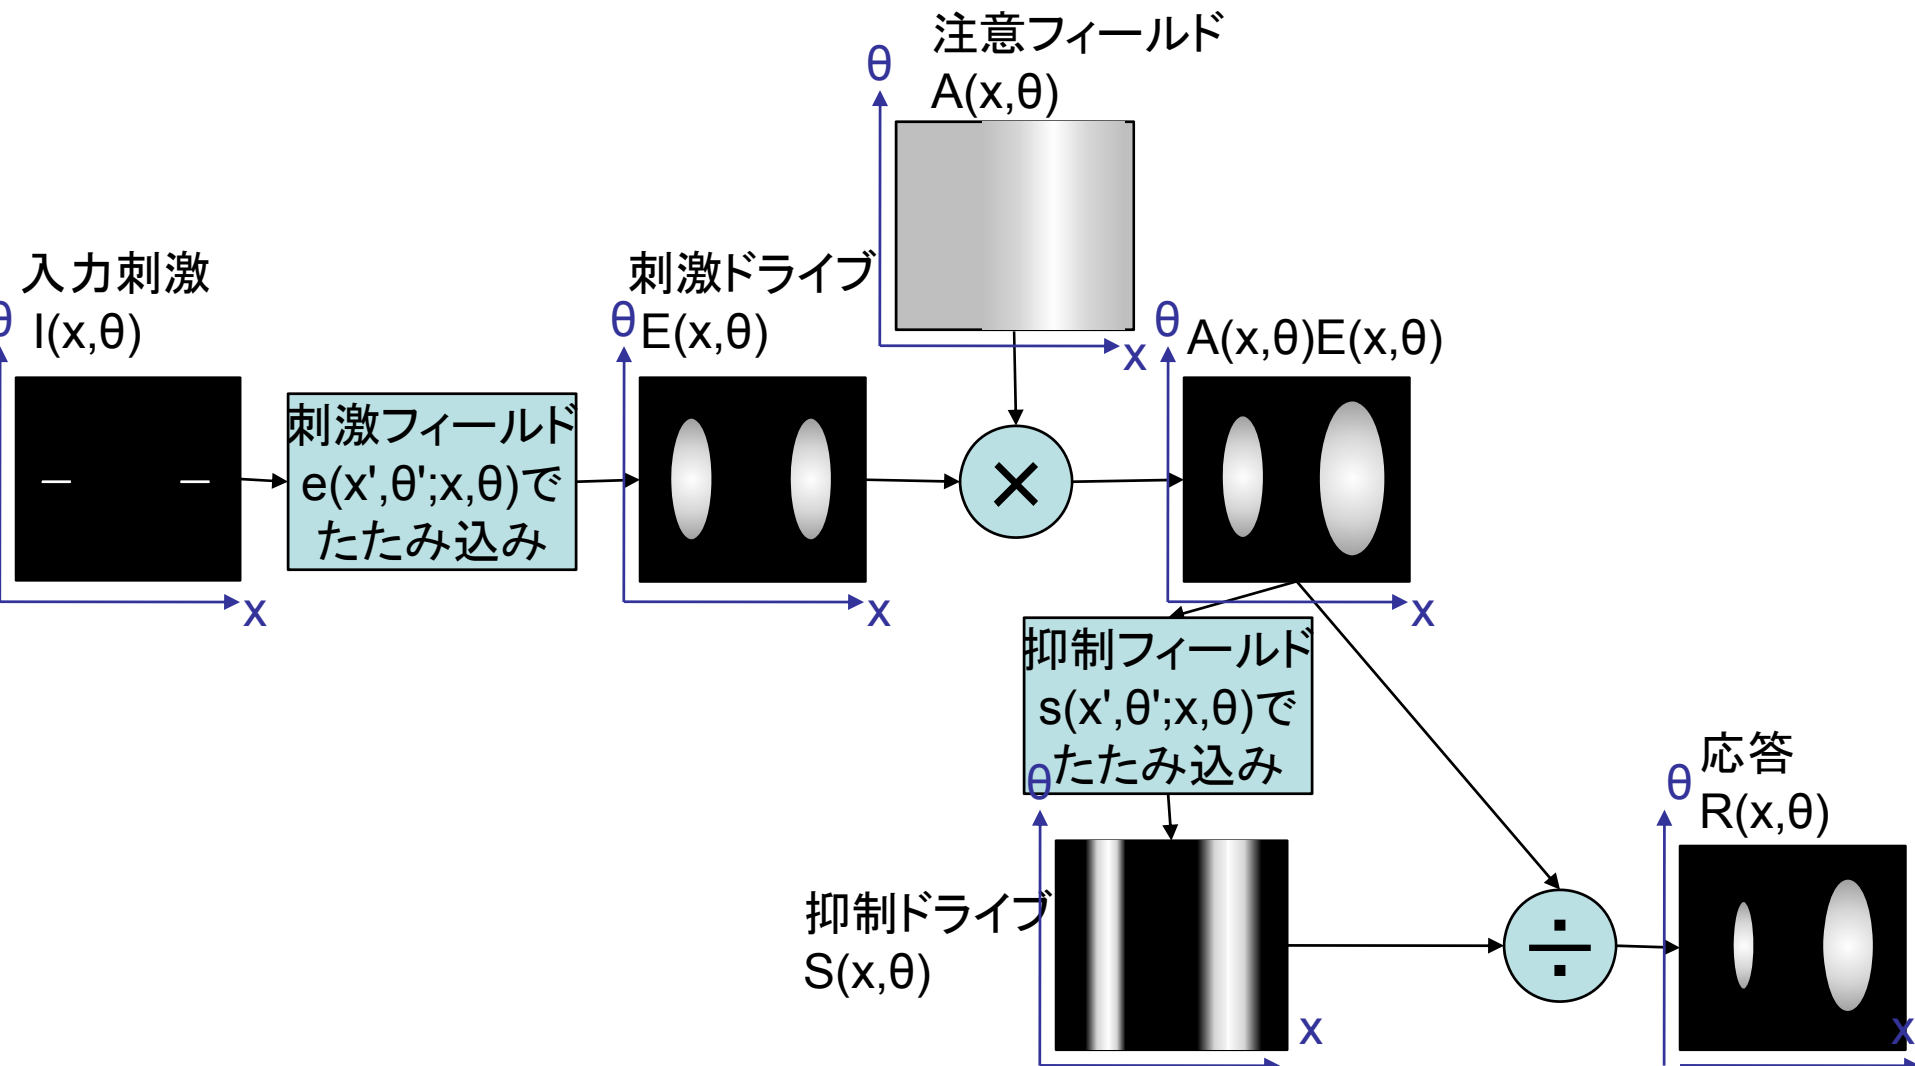 注意フィールド
A(x,θ)
θ
x
入力刺激
I(x,θ)
θ
x
刺激フィールド
e(x',θ';x,θ)で
たたみ込み
刺激ドライブ
E(x,θ)
θ
x
×
A(x,θ)E(x,θ)
θ
x
抑制フィールド
s(x',θ';x,θ)で
たたみ込み
抑制ドライブ
S(x,θ)
θ
x
÷
応答
R(x,θ)
θ
x